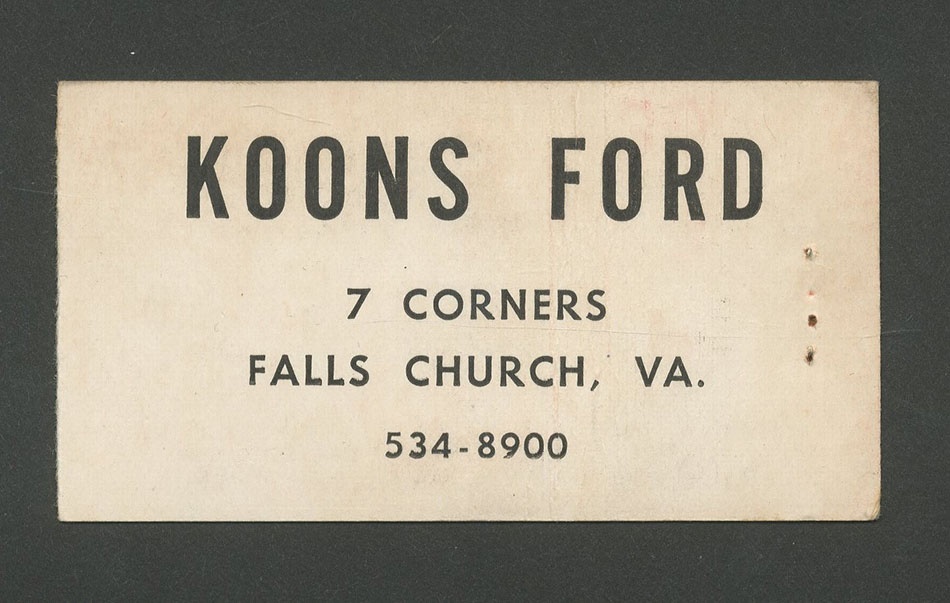 KOONS FORD
7 CORNERS
FALLS CHURCH, VA.
534-8900